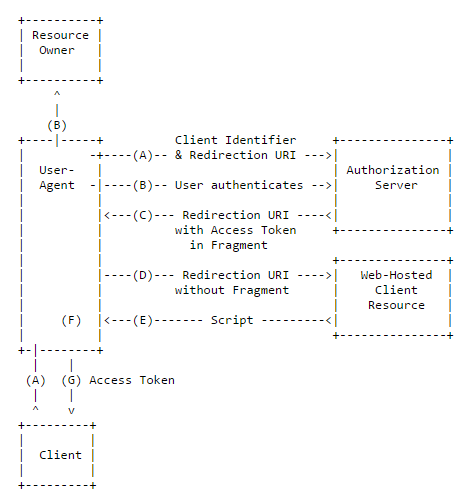 +----------+
| Resource |
|  Owner   |
|          |
+----------+
     ^
     |
    (B)
+----|-----+          Client Identifier     +---------------+
|         -+----(A)-- & Redirection URI --->|               |
|  User-   |                                | Authorization |
|  Agent  -|----(B)-- User authenticates -->|     Server    |
|          |                                |               |
|          |<---(C)--- Redirection URI ----<|               |
|          |          with Access Token     +---------------+
|          |            in Fragment
|          |                                +---------------+
|          |----(D)--- Redirection URI ---->|   Web-Hosted  |
|          |          without Fragment      |     Client    |
|          |                                |    Resource   |
|     (F)  |<---(E)------- Script ---------<|               |
|          |                                +---------------+
+-|--------+
  |    |
 (A)  (G) Access Token
  |    |
  ^    v
+---------+
|         |
|  Client |
|         |
+---------+